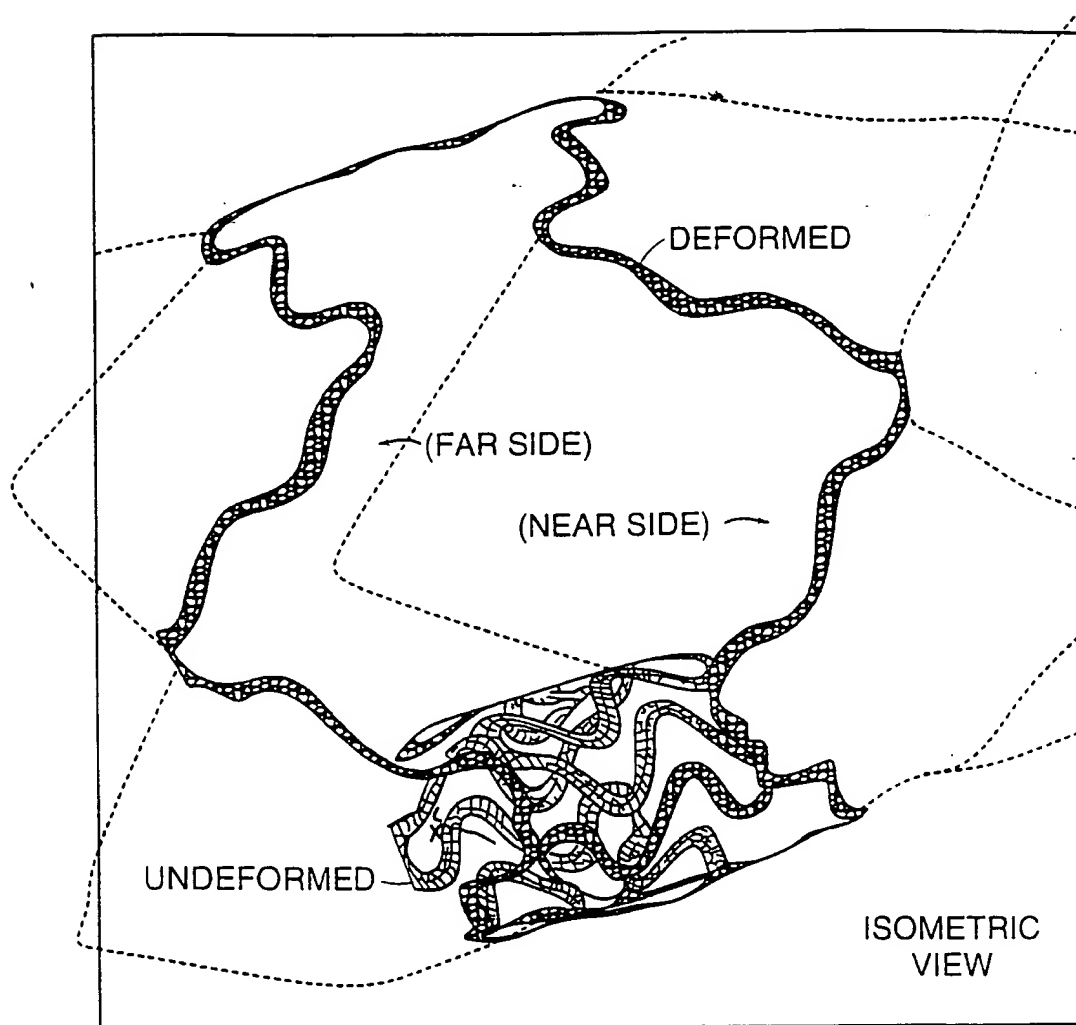 DEFORMED
(FAR SIDE)
(NEAR SIDE)
UNDEFORMED
ISOMETRIC
VIEW